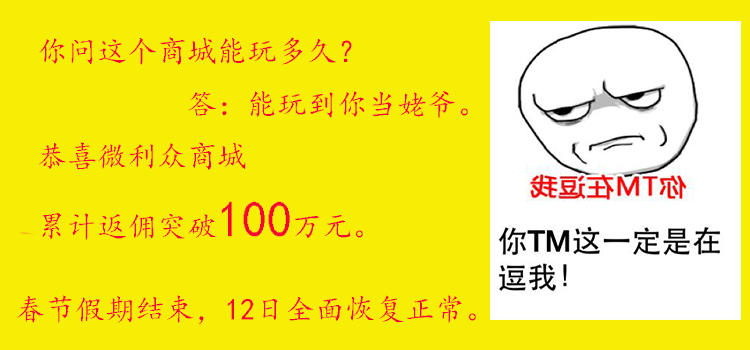 你问这个商城能玩多久？
答：能玩到你当姥爷。
恭喜微利众商城
累计返佣突破100万元。
春节假期结束，12日全面恢复正常。
你TM在逗我
你TM这一定是在
逗我！